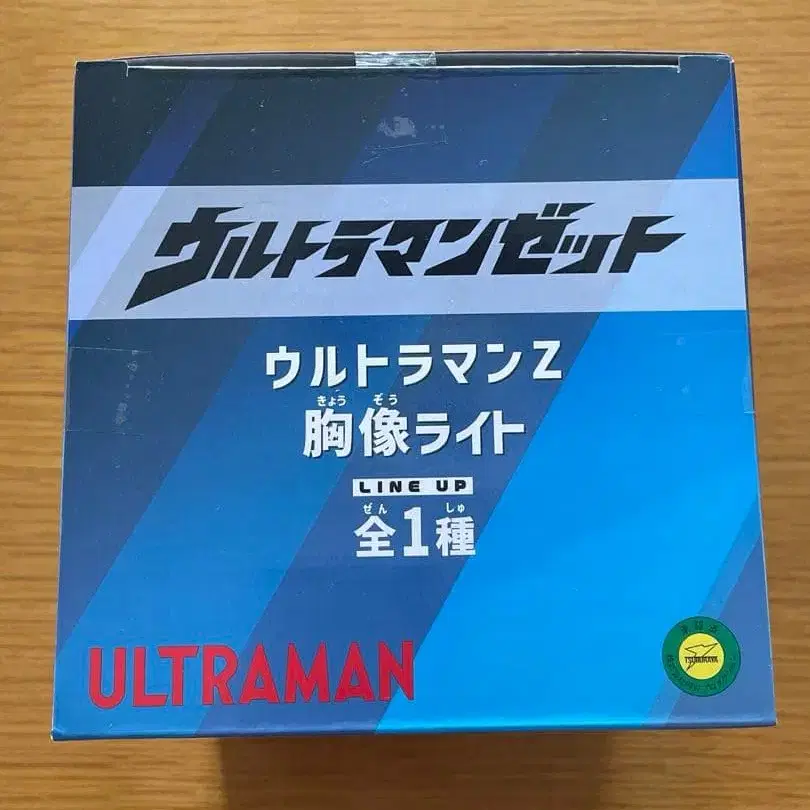 ウルトラマンゼット
ウルトラマンZ
きょう ぞう
胸像ライト
LINE UP
ぜん しゅ
全1種
ULTRAMAN
TSUBURAYA